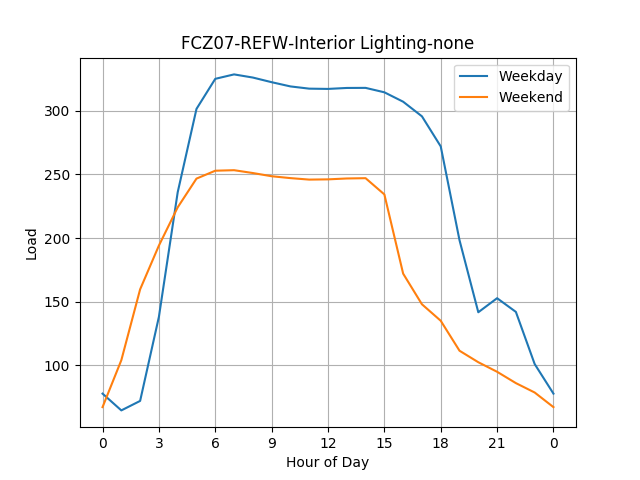 FCZ07-REFW-Interior Lighting-none
Weekday
Weekend
300
250
200
150
100
Load
0 3 6 9 12 15 18 21 0
Hour of Day